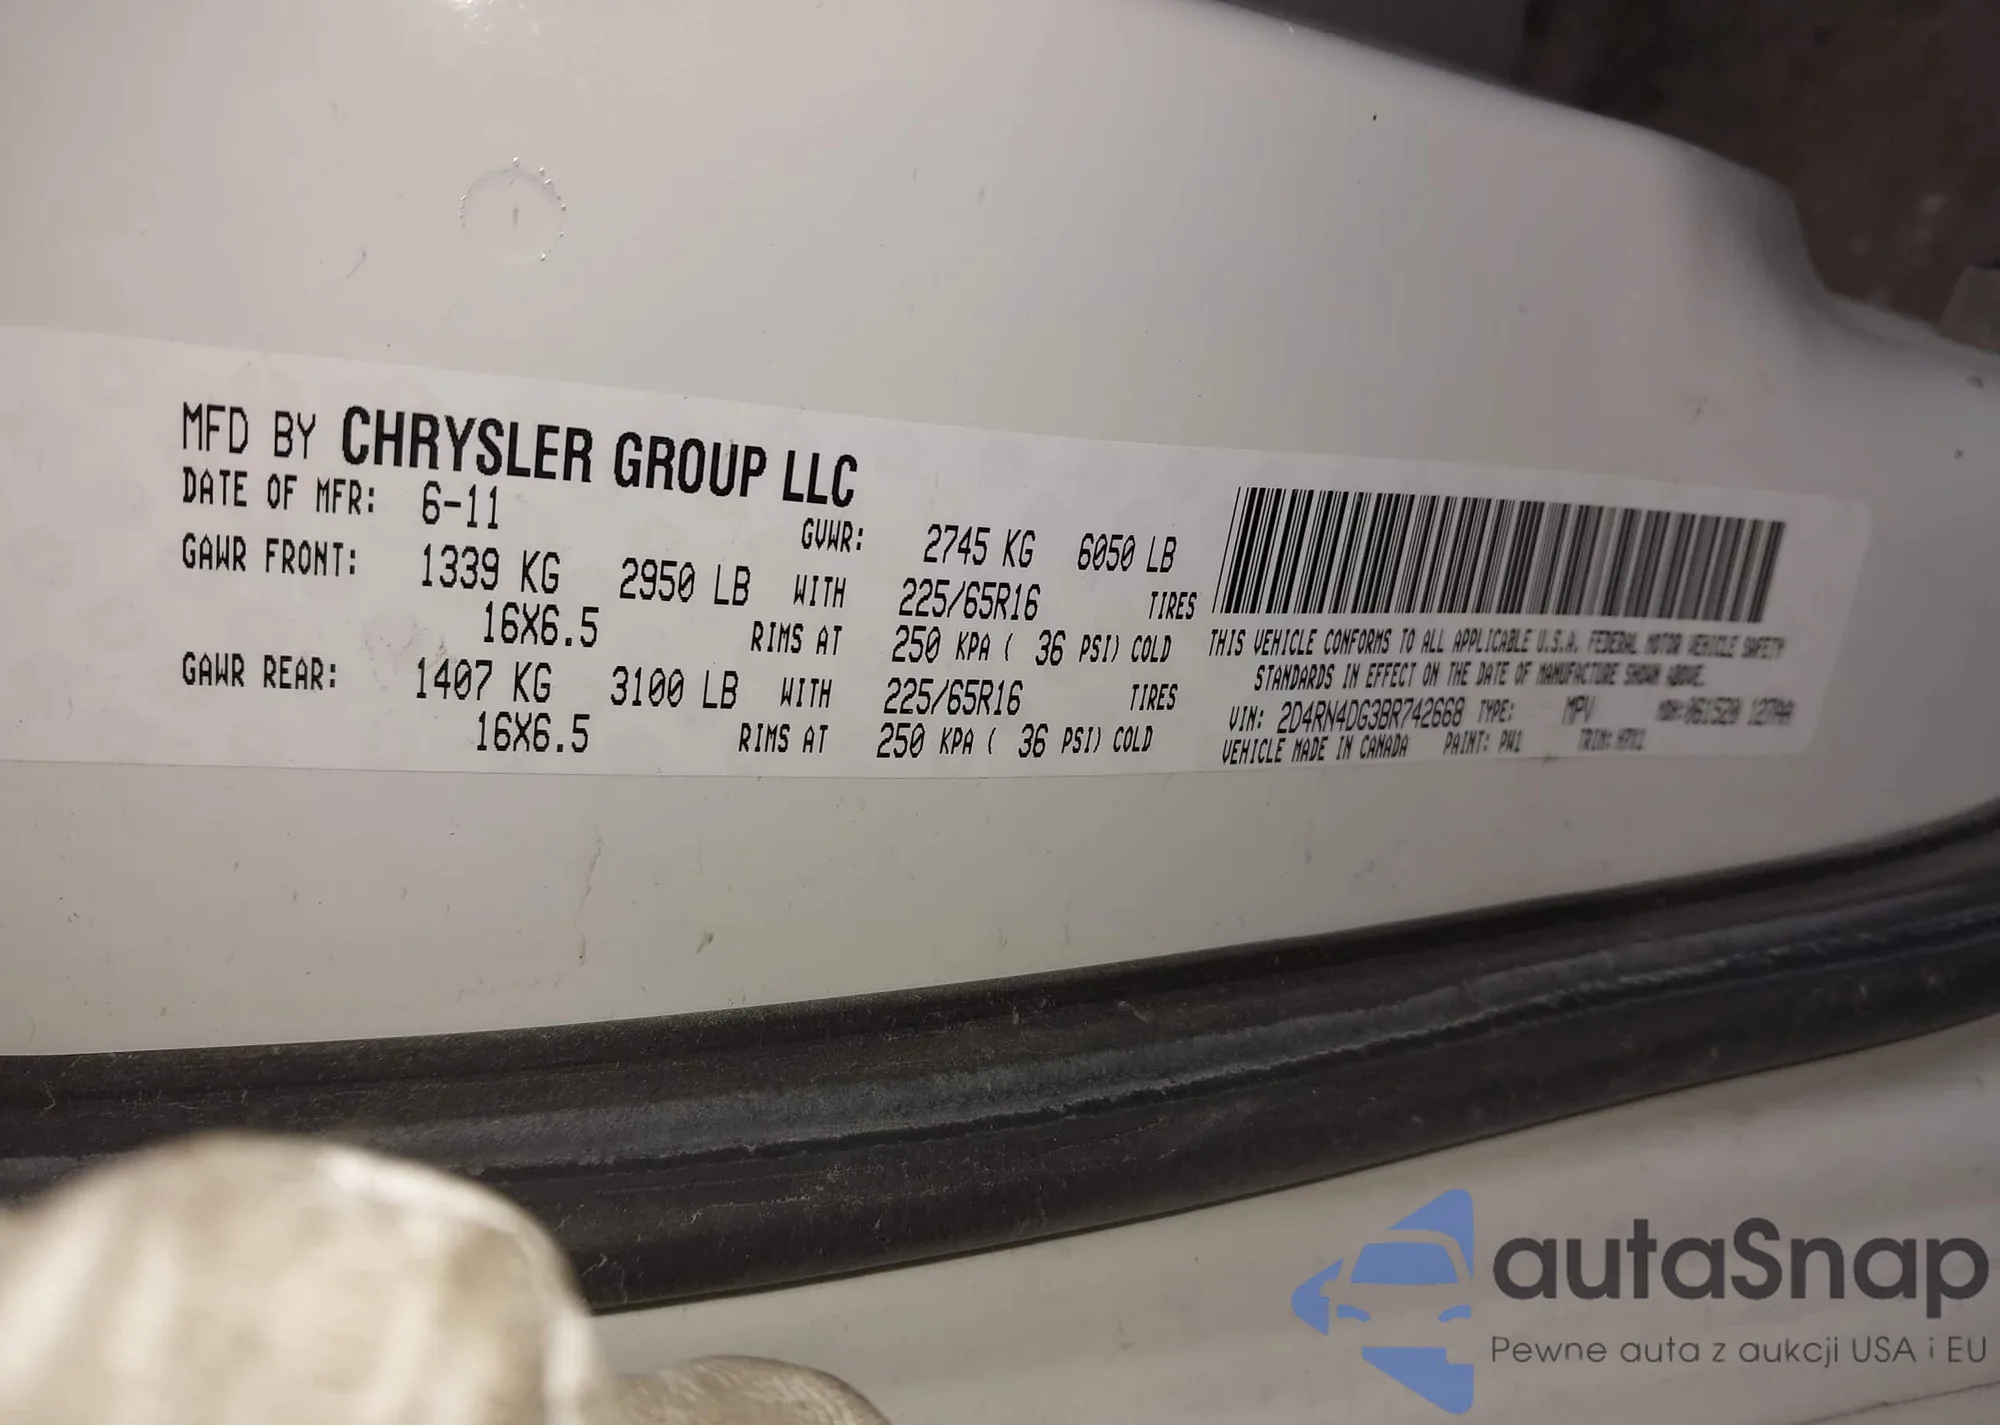 MFD BY CHRYSLER GROUP LLC
DATE OF MFR: 6-11 GVWR: 2745 KG 6050 LB
GAWR FRONT: 1339 KG 2950 LB WITH 225/65R16 TIRES
16X6.5 RIMS AT 250 KPA ( 36 PSI) COLD
GAWR REAR: 1407 KG 3100 LB WITH 225/65R16 TIRES
16X6.5 RIMS AT 250 KPA ( 36 PSI) COLD
THIS VEHICLE CONFORMS TO ALL APPLICABLE U.S.A. FEDERAL MOTOR VEHICLE SAFETY
STANDARDS IN EFFECT ON THE DATE OF MANUFACTURE SHOWN ABOVE.
VIN: 2D4RN4DG3BR742668 TYPE: MPV MDH: 061520 127AA
VEHICLE MADE IN CANADA PAINT: PW1 TRIM:
autaSnap
Pewne auta z aukcji USA i EU